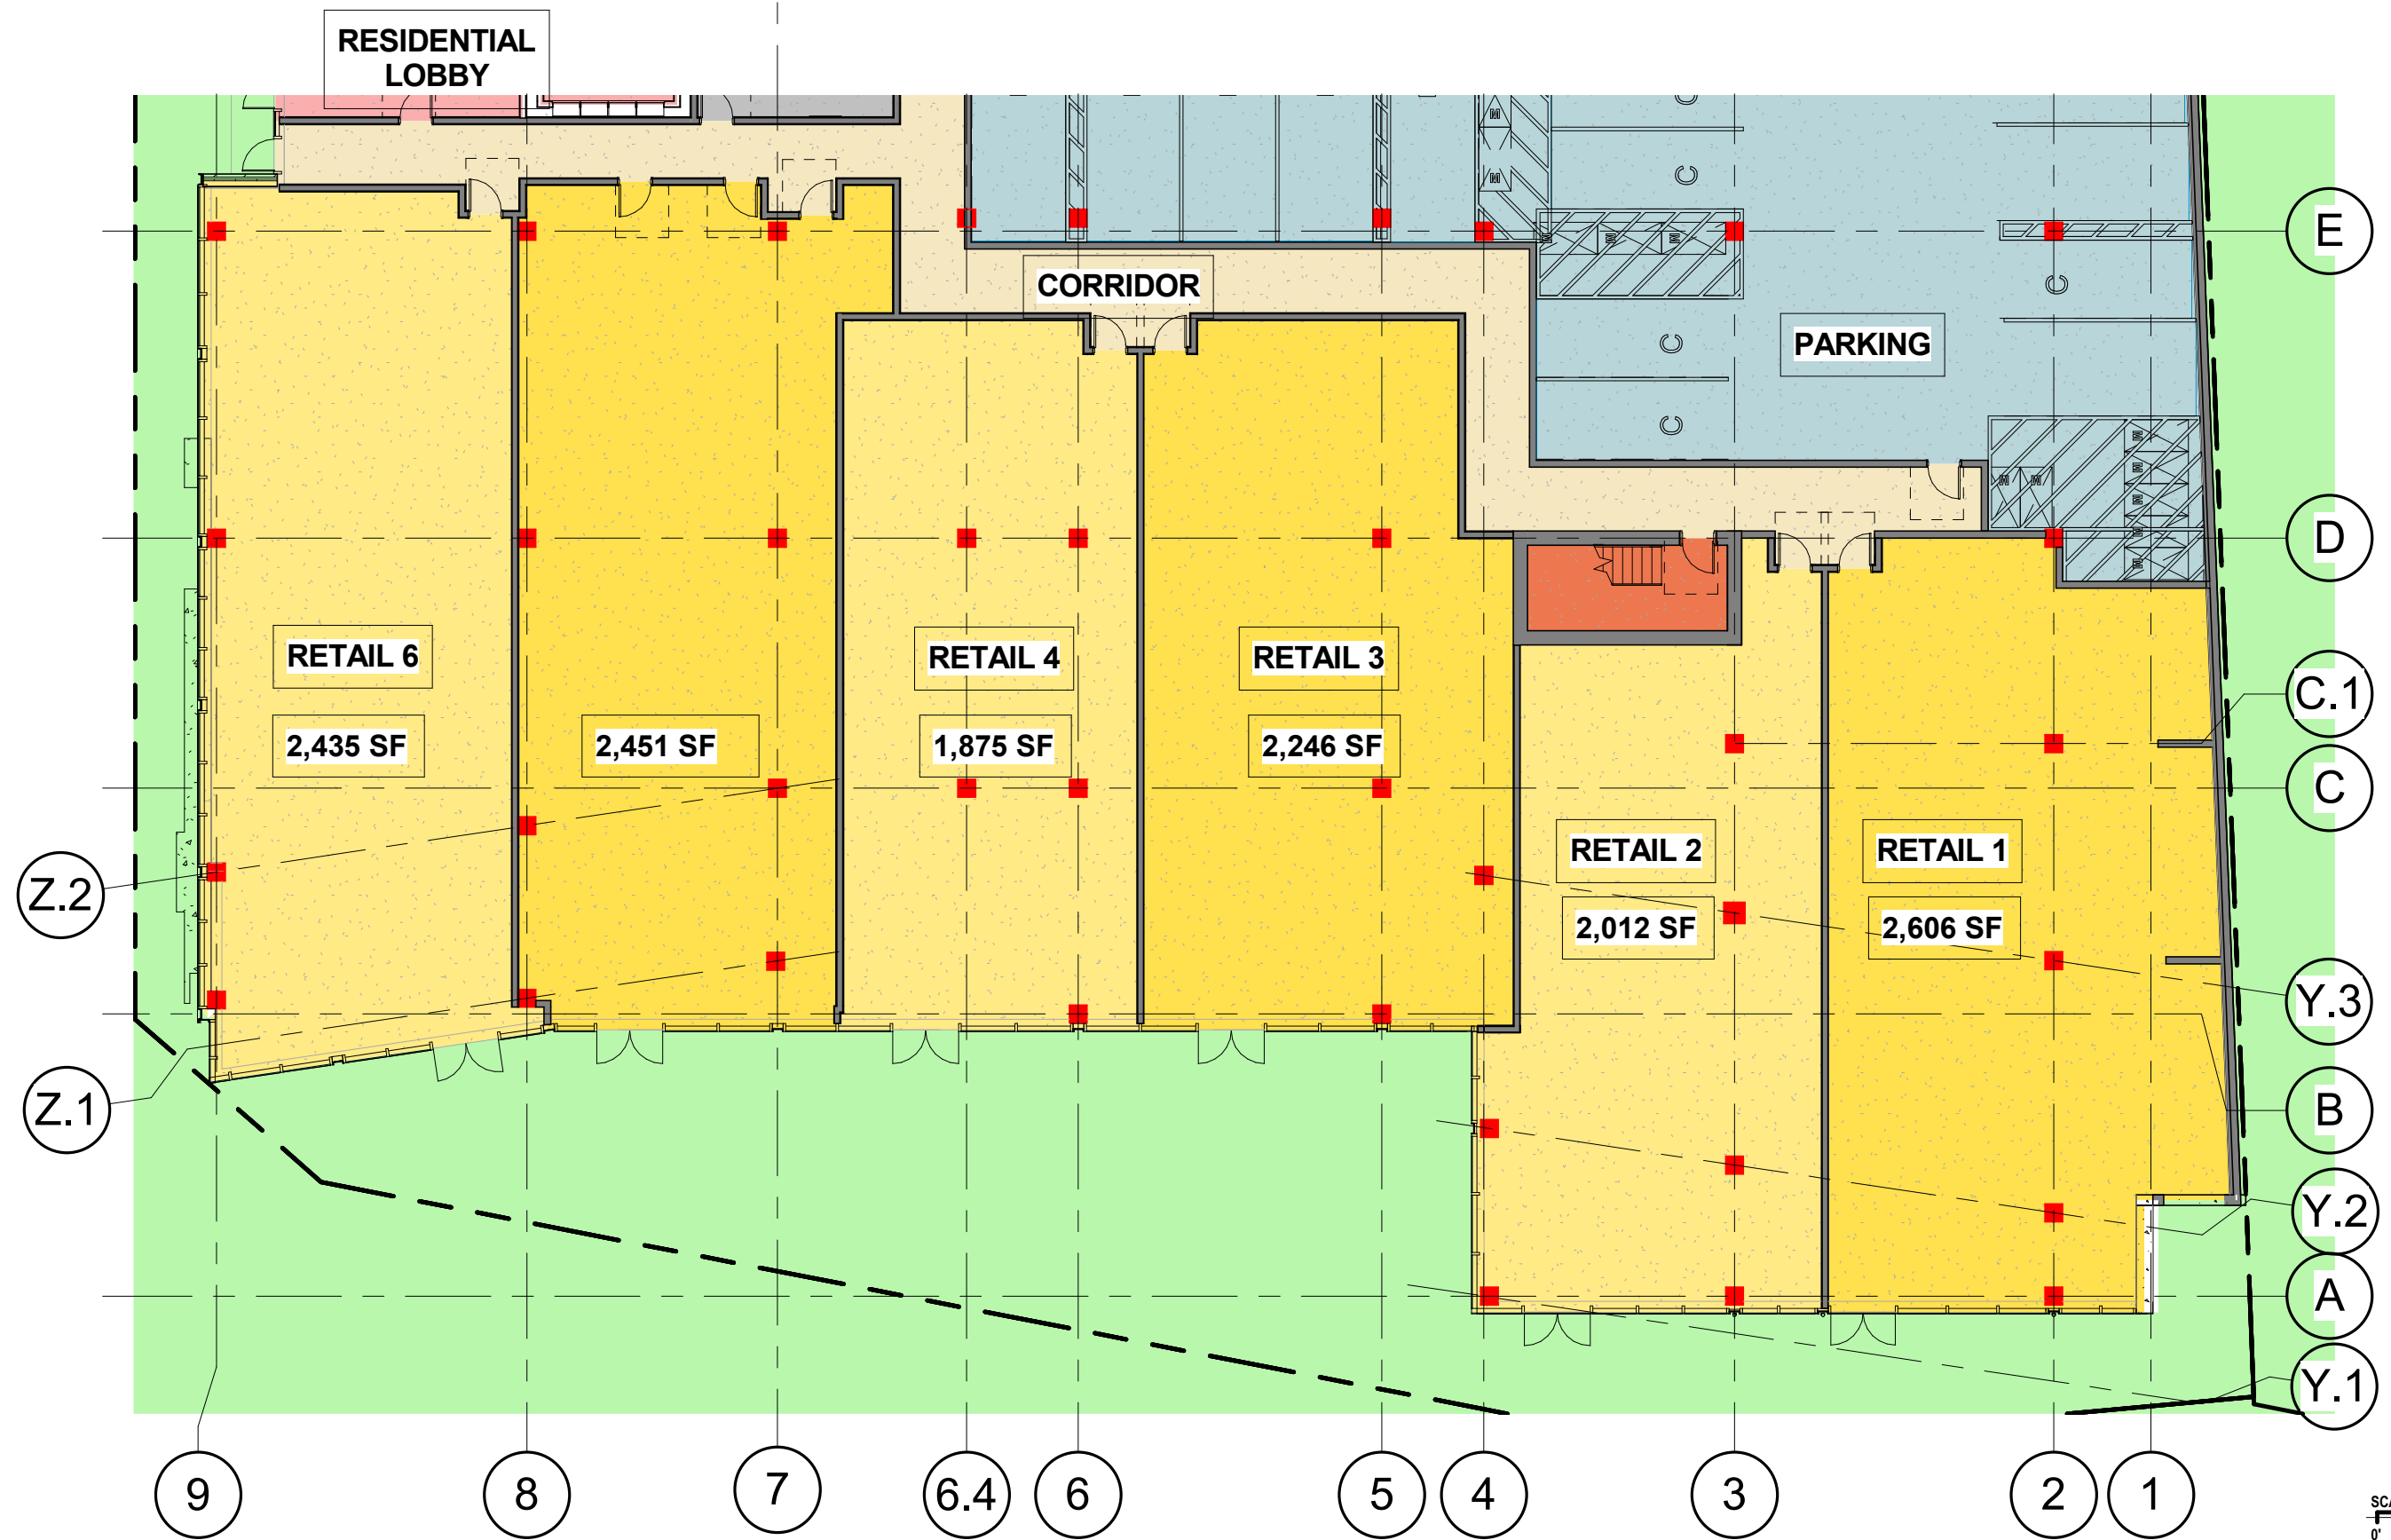 RESIDENTIAL
LOBBY
M
C
M
C
E
M
M
M
C
CORRIDOR
PARKING
C
C
M
M
M
M
M
M
M
D
RETAIL 6
RETAIL 4
RETAIL 3
C.1
2,435 SF
2,451 SF
1,875 SF
2,246 SF
C
RETAIL 2
RETAIL 1
Z.2
2,012 SF
2,606 SF
Y.3
Z.1
B
Y.2
A
Y.1
9
8
7
6.4
6
5
4
3
2
1
0'